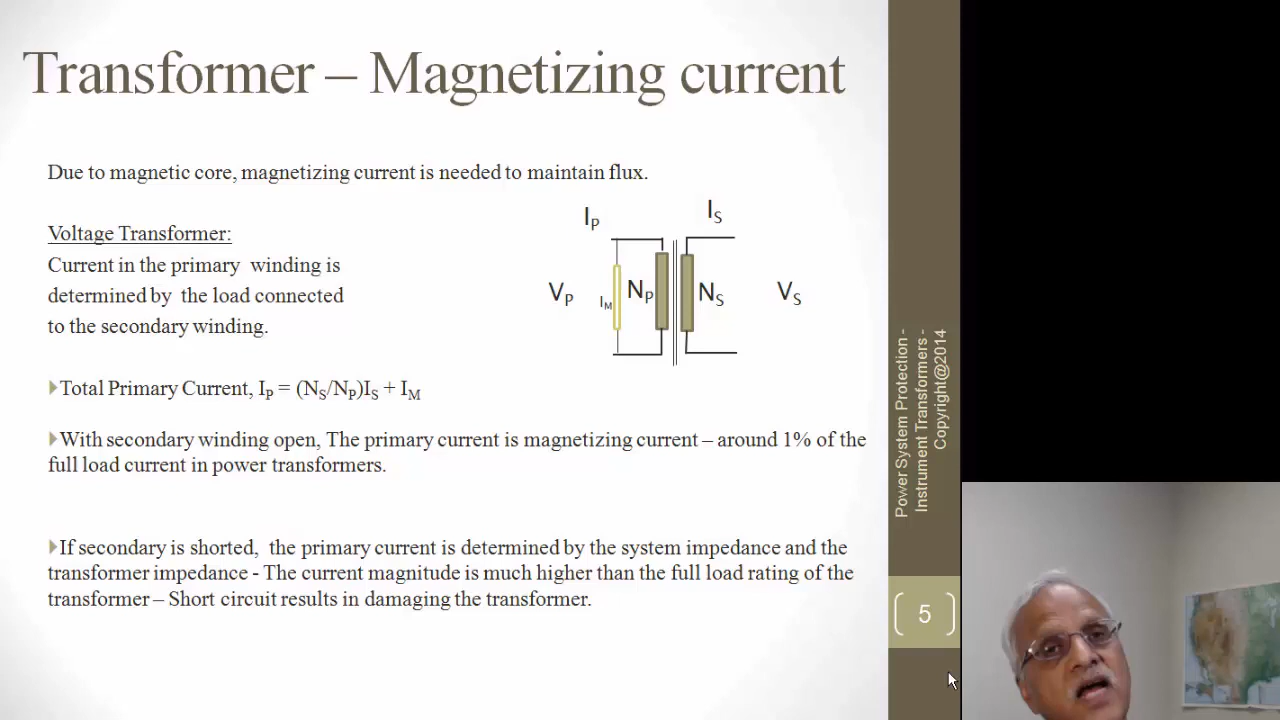 Transformer – Magnetizing current
Due to magnetic core, magnetizing current is needed to maintain flux.
Voltage Transformer:
Current in the primary winding is
determined by the load connected
to the secondary winding.
IP
IS
VP
IM
NP
NS
VS
Total Primary Current, IP = (NS/NP)IS + IM
With secondary winding open, The primary current is magnetizing current – around 1% of the
full load current in power transformers.
If secondary is shorted, the primary current is determined by the system impedance and the
transformer impedance - The current magnitude is much higher than the full load rating of the
transformer – Short circuit results in damaging the transformer.
Power System Protection -
Instrument Transformers -
Copyright@2014
5